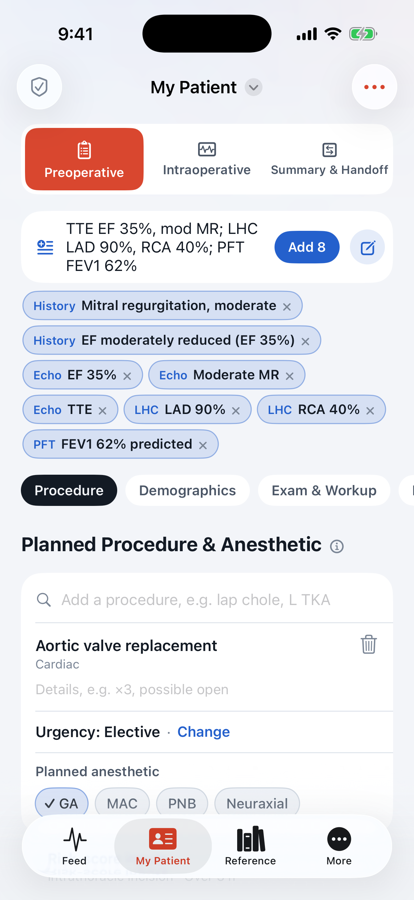 9:41
My Patient
Preoperative
Intraoperative
Summary & Handoff
TTE EF 35%, mod MR; LHC
LAD 90%, RCA 40%; PFT
FEV1 62%
Add 8
History Mitral regurgitation, moderate ×
History EF moderately reduced (EF 35%) ×
Echo EF 35% ×
Echo Moderate MR ×
Echo TTE ×
LHC LAD 90% ×
LHC RCA 40% ×
PFT FEV1 62% predicted ×
Procedure
Demographics
Exam & Workup
Planned Procedure & Anesthetic
Add a procedure, e.g. lap chole, L TKA
Aortic valve replacement
Cardiac
Details, e.g. ×3, possible open
Urgency: Elective · Change
Planned anesthetic
✓ GA
MAC
PNB
Neuraxial
Feed
My Patient
Reference
More